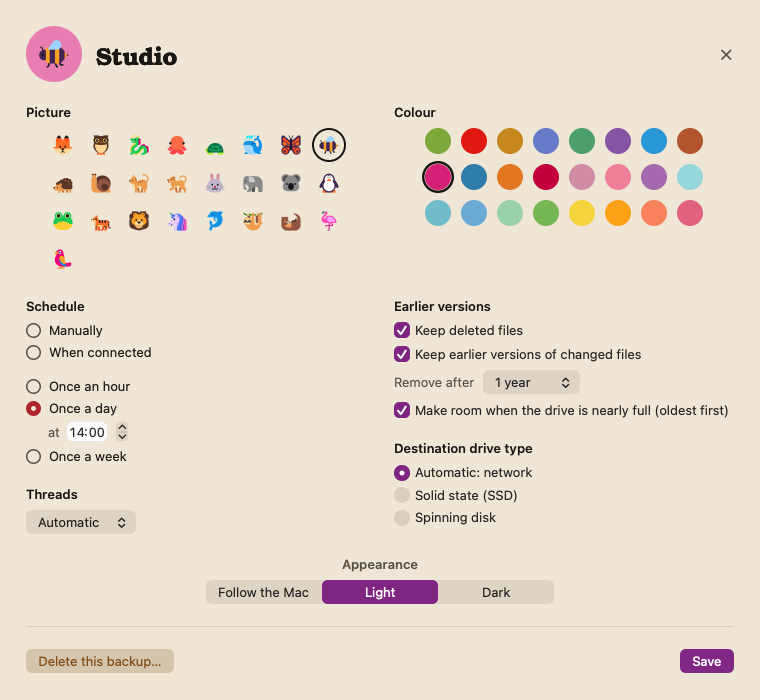 Studio
Picture
Colour
Schedule
Manually
When connected
Once an hour
Once a day
at 14:00
Once a week
Threads
Automatic
Earlier versions
Keep deleted files
Keep earlier versions of changed files
Remove after 1 year
Make room when the drive is nearly full (oldest first)
Destination drive type
Automatic: network
Solid state (SSD)
Spinning disk
Appearance
Follow the Mac Light Dark
Delete this backup... Save